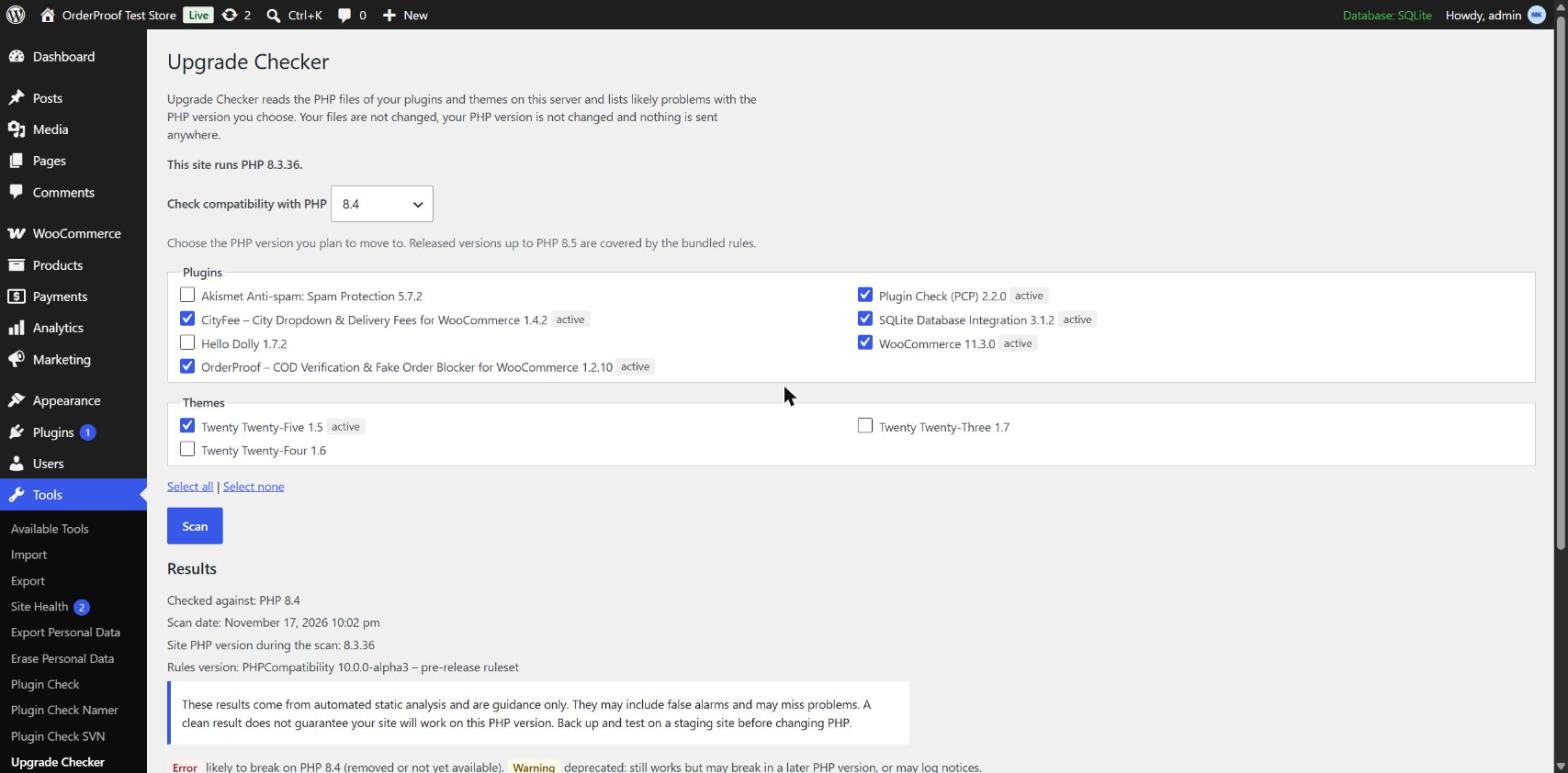 OrderProof Test Store Live 2 Ctrl+K 0 New Database: SQLite Howdy, admin MK
Dashboard
Posts
Media
Pages
Comments
WooCommerce
Products
Payments
Analytics
Marketing
Appearance
Plugins 1
Users
Tools
Available Tools
Import
Export
Site Health 2
Export Personal Data
Erase Personal Data
Plugin Check
Plugin Check Namer
Plugin Check SVN
Upgrade Checker
Upgrade Checker
Upgrade Checker reads the PHP files of your plugins and themes on this server and lists likely problems with the
PHP version you choose. Your files are not changed, your PHP version is not changed and nothing is sent
anywhere.
This site runs PHP 8.3.36.
Check compatibility with PHP 8.4
Choose the PHP version you plan to move to. Released versions up to PHP 8.5 are covered by the bundled rules.
Plugins
Akismet Anti-spam: Spam Protection 5.7.2
CityFee – City Dropdown & Delivery Fees for WooCommerce 1.4.2 active
Hello Dolly 1.7.2
OrderProof – COD Verification & Fake Order Blocker for WooCommerce 1.2.10 active
Plugin Check (PCP) 2.2.0 active
SQLite Database Integration 3.1.2 active
WooCommerce 11.3.0 active
Themes
Twenty Twenty-Five 1.5 active
Twenty Twenty-Four 1.6
Twenty Twenty-Three 1.7
Select all | Select none
Scan
Results
Checked against: PHP 8.4
Scan date: November 17, 2026 10:02 pm
Site PHP version during the scan: 8.3.36
Rules version: PHPCompatibility 10.0.0-alpha3 – pre-release ruleset
These results come from automated static analysis and are guidance only. They may include false alarms and may miss problems. A
clean result does not guarantee your site will work on this PHP version. Back up and test on a staging site before changing PHP.
Error likely to break on PHP 8.4 (removed or not yet available). Warning deprecated: still works but may break in a later PHP version, or may log notices.